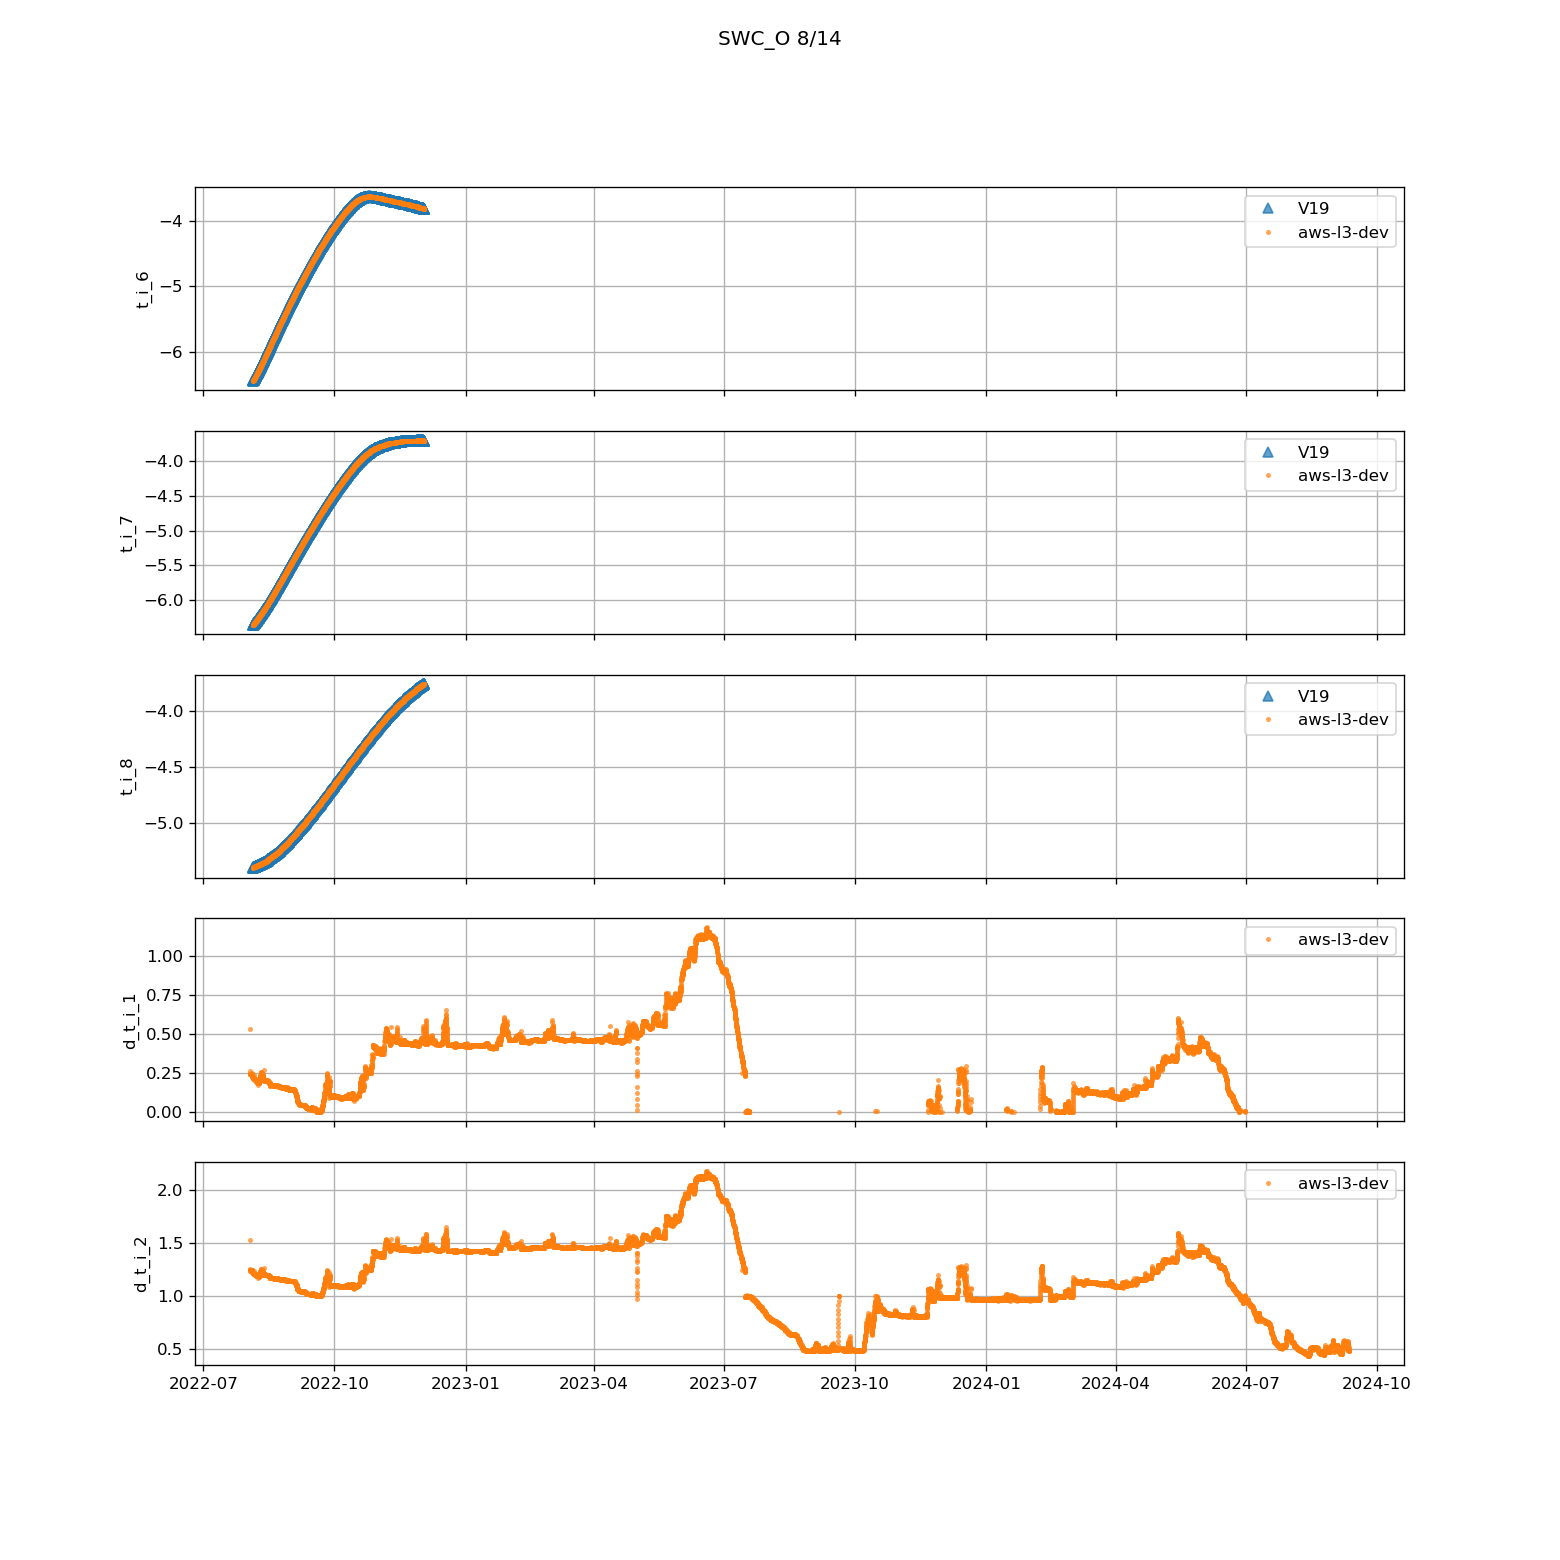 SWC_O 8/14
t_i_6
−4
−5
−6
V19
aws-l3-dev
t_i_7
−4.0
−4.5
−5.0
−5.5
−6.0
V19
aws-l3-dev
t_i_8
−4.0
−4.5
−5.0
V19
aws-l3-dev
d_t_i_1
1.00
0.75
0.50
0.25
0.00
aws-l3-dev
d_t_i_2
2.0
1.5
1.0
0.5
aws-l3-dev
2022-07 2022-10 2023-01 2023-04 2023-07 2023-10 2024-01 2024-04 2024-07 2024-10